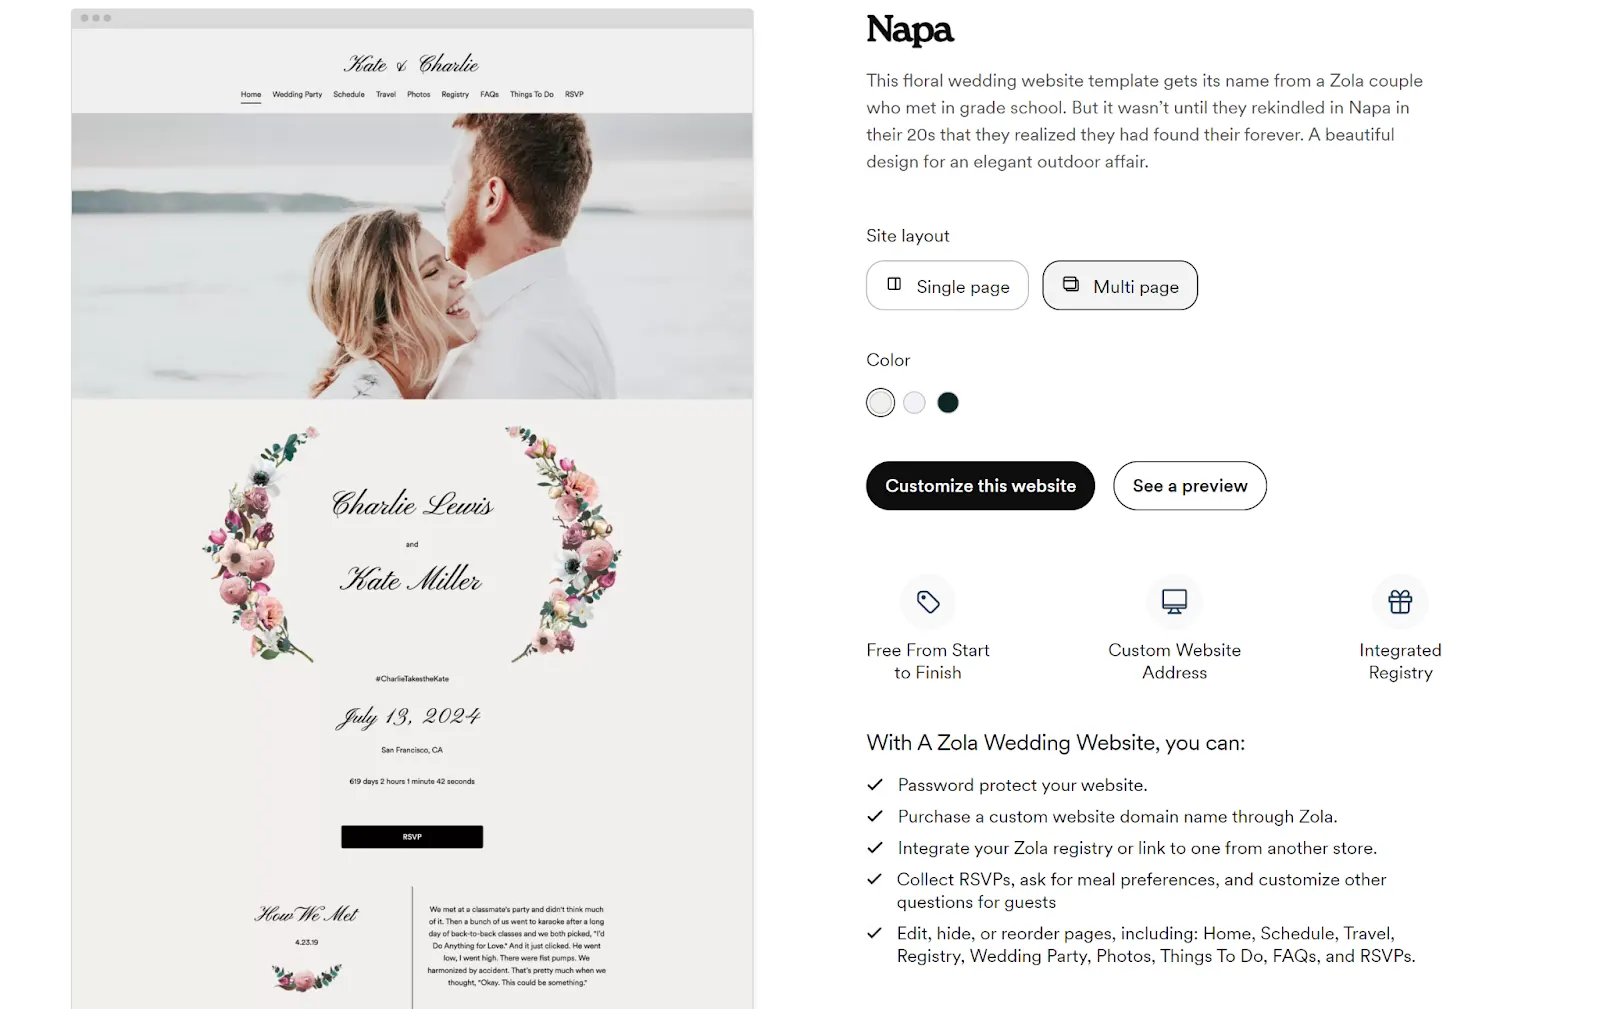 Kate & Charlie
Home Wedding Party Schedule Travel Photos Registry FAQs Things To Do RSVP
Charlie Lewis
and
Kate Miller
#CharlieTakestheKate
July 13, 2024
San Francisco, CA
619 days 2 hours 1 minute 42 seconds
RSVP
How We Met
4.23.19
We met at a classmate's party and didn't think much
of it. Then a bunch of us went to karaoke after a long
day of back-to-back classes and we both picked, "I'd
Do Anything for Love." And it just clicked. He went
low, I went high. There were fist pumps. We
harmonized by accident. That's pretty much when we
thought, "Okay. This could be something."
Napa
This floral wedding website template gets its name from a Zola couple
who met in grade school. But it wasn't until they rekindled in Napa in
their 20s that they realized they had found their forever. A beautiful
design for an elegant outdoor affair.
Site layout
Single page Multi page
Color
Customize this website See a preview
Free From Start
to Finish
Custom Website
Address
Integrated
Registry
With A Zola Wedding Website, you can:
Password protect your website.
Purchase a custom website domain name through Zola.
Integrate your Zola registry or link to one from another store.
Collect RSVPs, ask for meal preferences, and customize other
questions for guests
Edit, hide, or reorder pages, including: Home, Schedule, Travel,
Registry, Wedding Party, Photos, Things To Do, FAQs, and RSVPs.